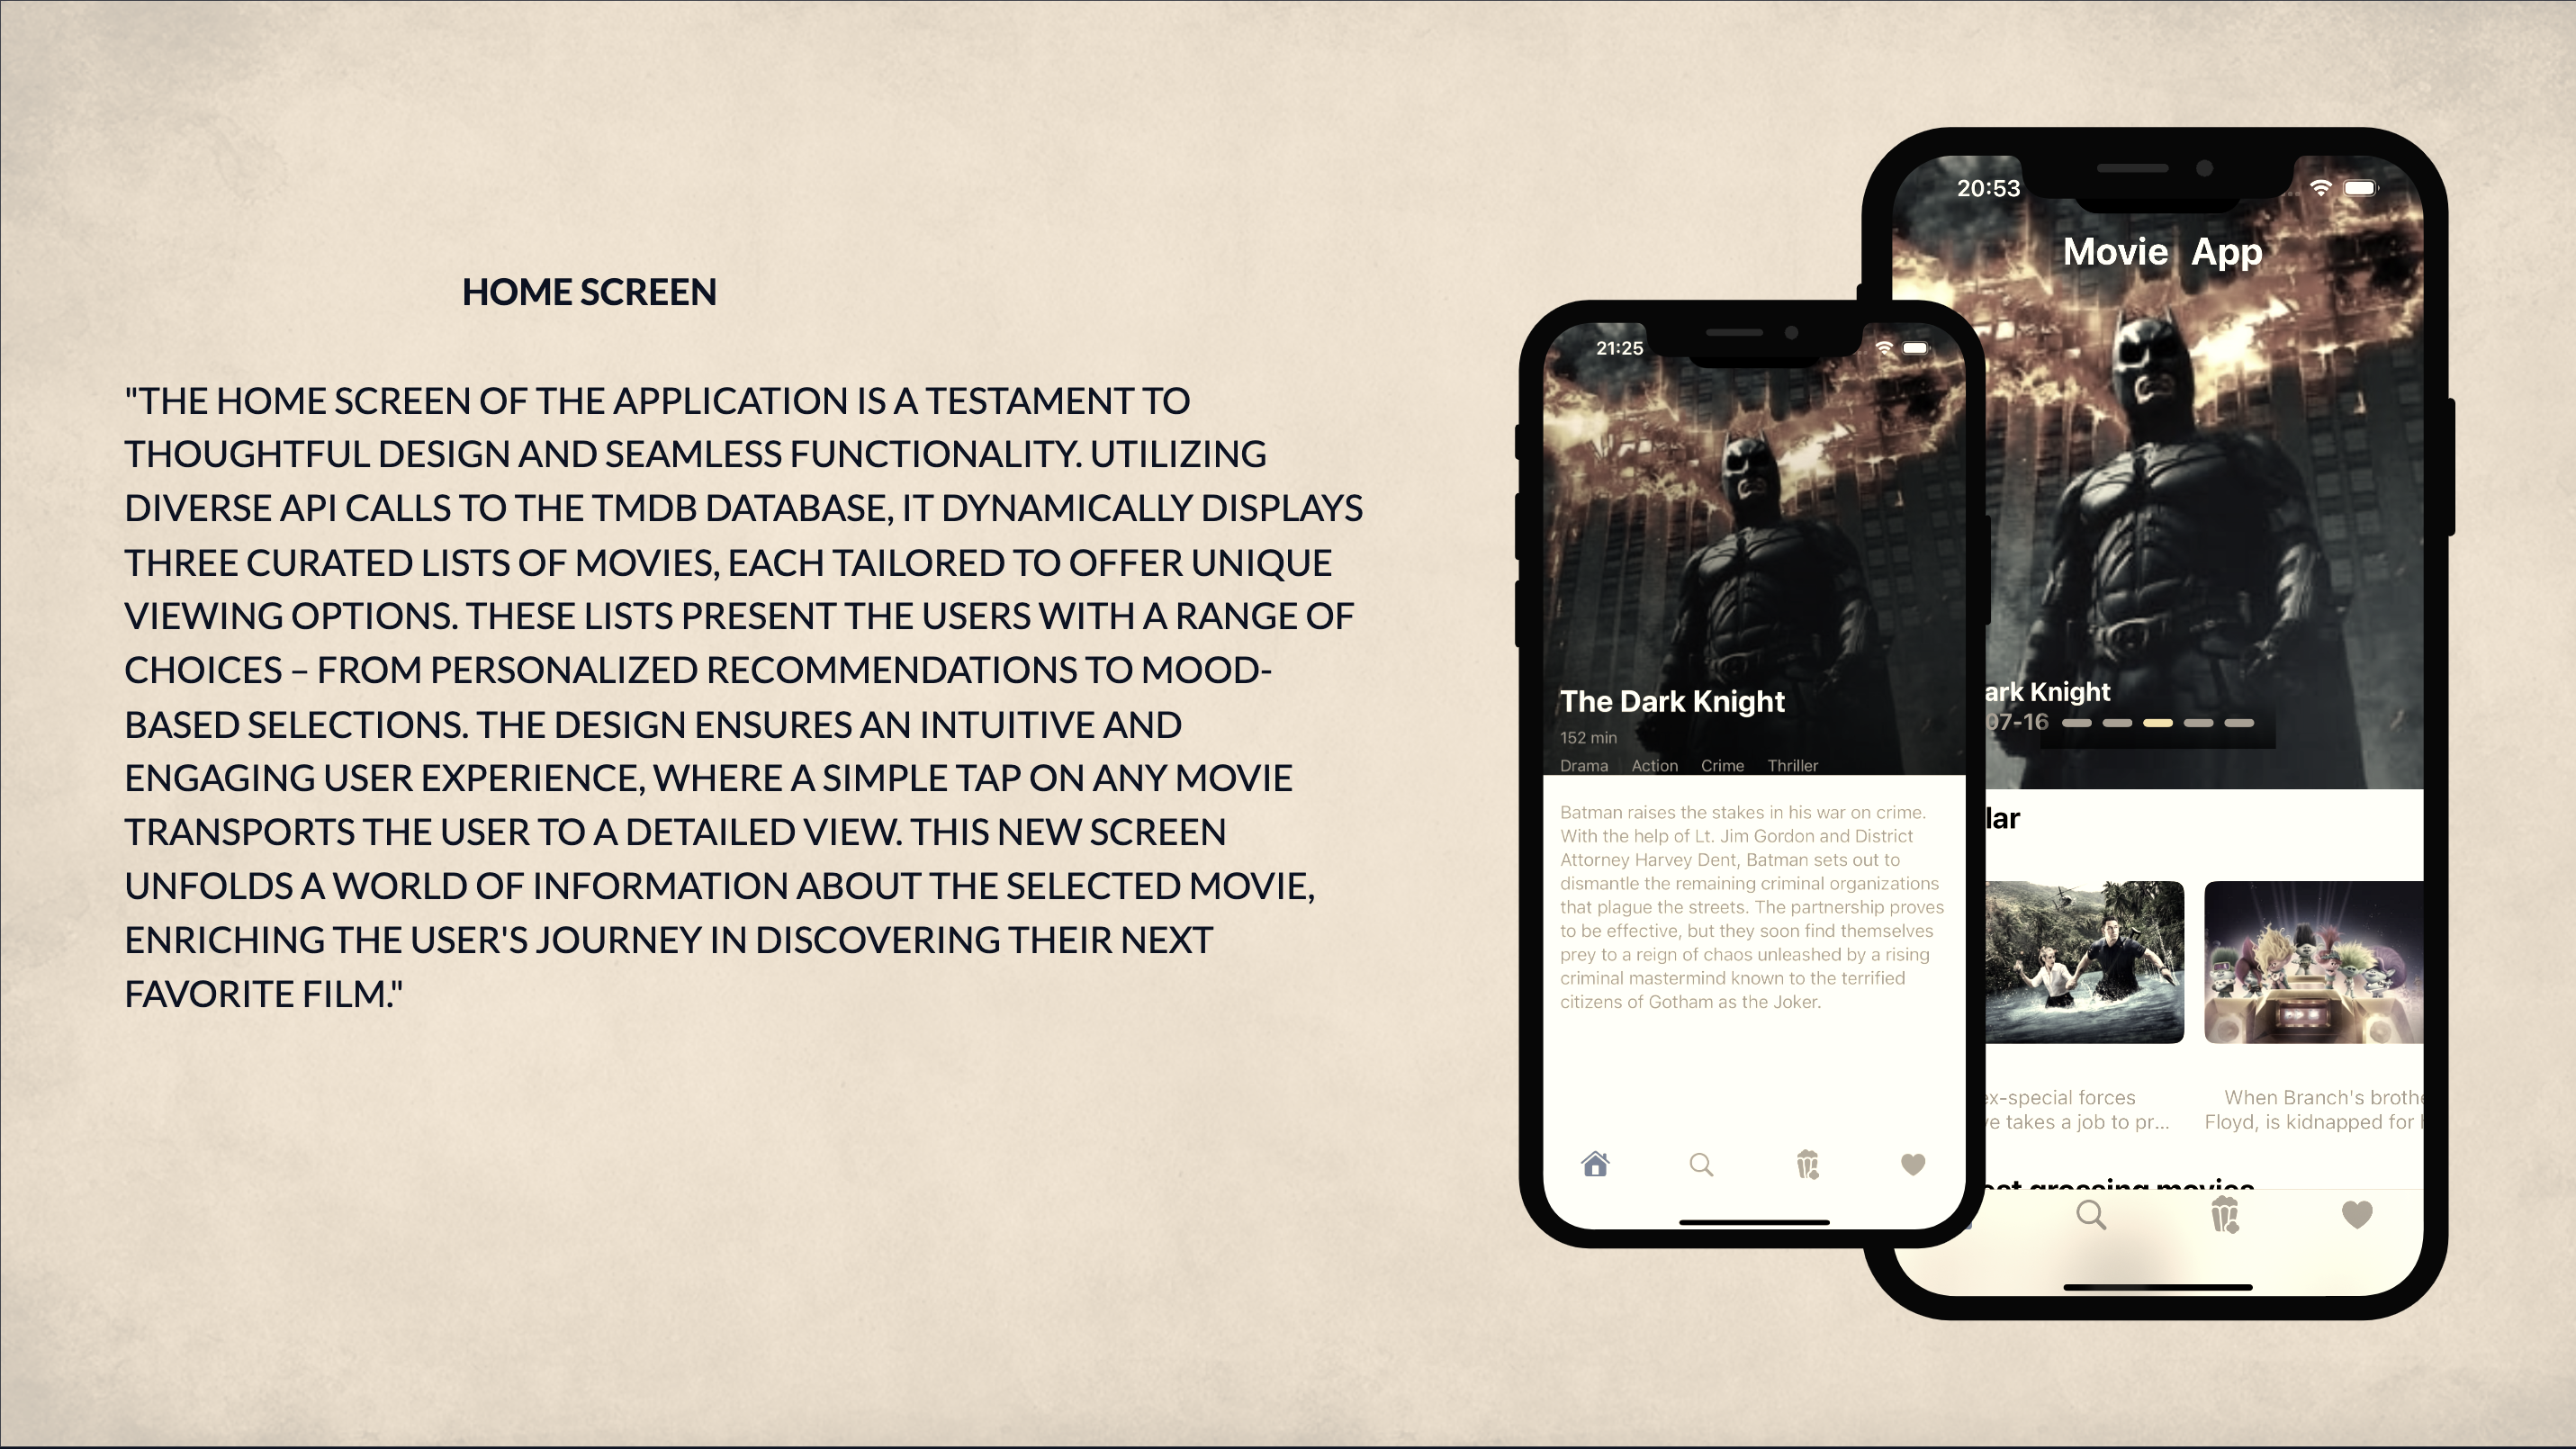 HOME SCREEN
"THE HOME SCREEN OF THE APPLICATION IS A TESTAMENT TO
THOUGHTFUL DESIGN AND SEAMLESS FUNCTIONALITY. UTILIZING
DIVERSE API CALLS TO THE TMDB DATABASE, IT DYNAMICALLY DISPLAYS
THREE CURATED LISTS OF MOVIES, EACH TAILORED TO OFFER UNIQUE
VIEWING OPTIONS. THESE LISTS PRESENT THE USERS WITH A RANGE OF
CHOICES – FROM PERSONALIZED RECOMMENDATIONS TO MOOD-
BASED SELECTIONS. THE DESIGN ENSURES AN INTUITIVE AND
ENGAGING USER EXPERIENCE, WHERE A SIMPLE TAP ON ANY MOVIE
TRANSPORTS THE USER TO A DETAILED VIEW. THIS NEW SCREEN
UNFOLDS A WORLD OF INFORMATION ABOUT THE SELECTED MOVIE,
ENRICHING THE USER'S JOURNEY IN DISCOVERING THEIR NEXT
FAVORITE FILM."
21:25
The Dark Knight
152 min
Drama Action Crime Thriller
Batman raises the stakes in his war on crime.
With the help of Lt. Jim Gordon and District
Attorney Harvey Dent, Batman sets out to
dismantle the remaining criminal organizations
that plague the streets. The partnership proves
to be effective, but they soon find themselves
prey to a reign of chaos unleashed by a rising
criminal mastermind known to the terrified
citizens of Gotham as the Joker.
20:53
Movie App
ark Knight
07-16
lar
ex-special forces
ve takes a job to pr...
When Branch's brothe
Floyd, is kidnapped for
grossing movies